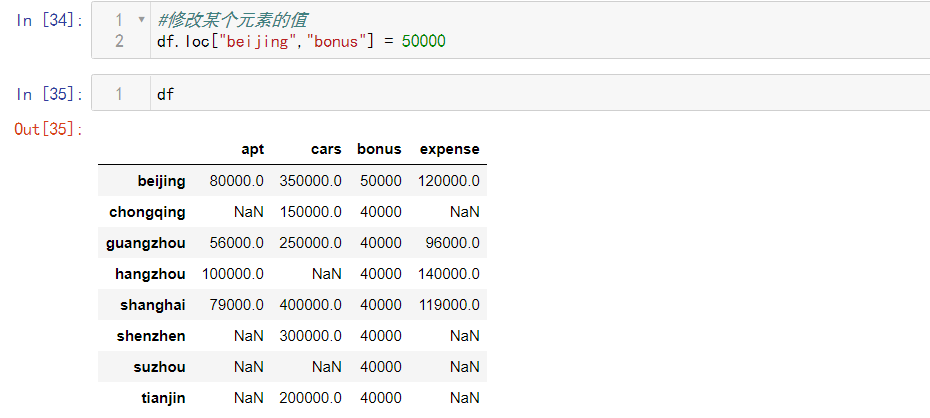 In [34]: 1 #修改某个元素的值
2 df.loc["beijing","bonus"] = 50000
In [35]: 1 df
Out[35]:
apt cars bonus expense
beijing 80000.0 350000.0 50000 120000.0
chongqing NaN 150000.0 40000 NaN
guangzhou 56000.0 250000.0 40000 96000.0
hangzhou 100000.0 NaN 40000 140000.0
shanghai 79000.0 400000.0 40000 119000.0
shenzhen NaN 300000.0 40000 NaN
suzhou NaN NaN 40000 NaN
tianjin NaN 200000.0 40000 NaN